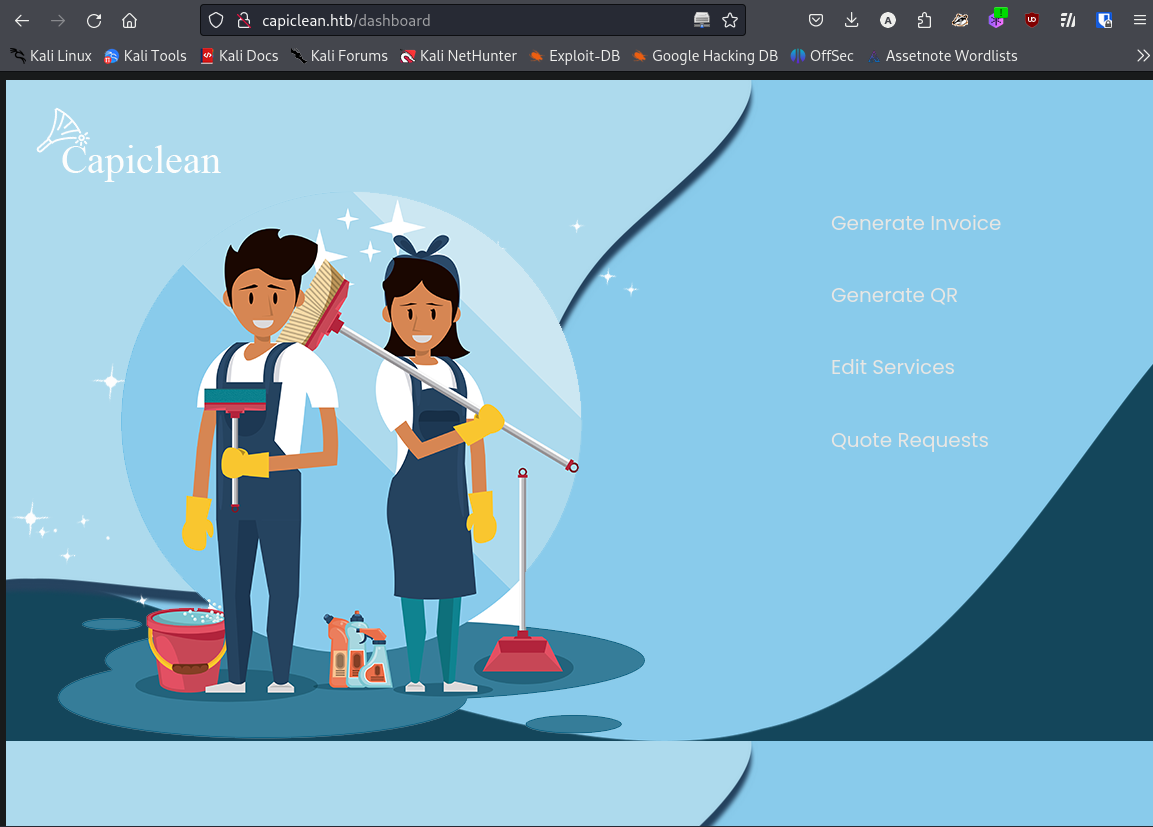 capiclean.htb/dashboard
Kali Linux Kali Tools Kali Docs Kali Forums Kali NetHunter Exploit-DB Google Hacking DB OffSec Assetnote Wordlists
Capiclean
Generate Invoice
Generate QR
Edit Services
Quote Requests